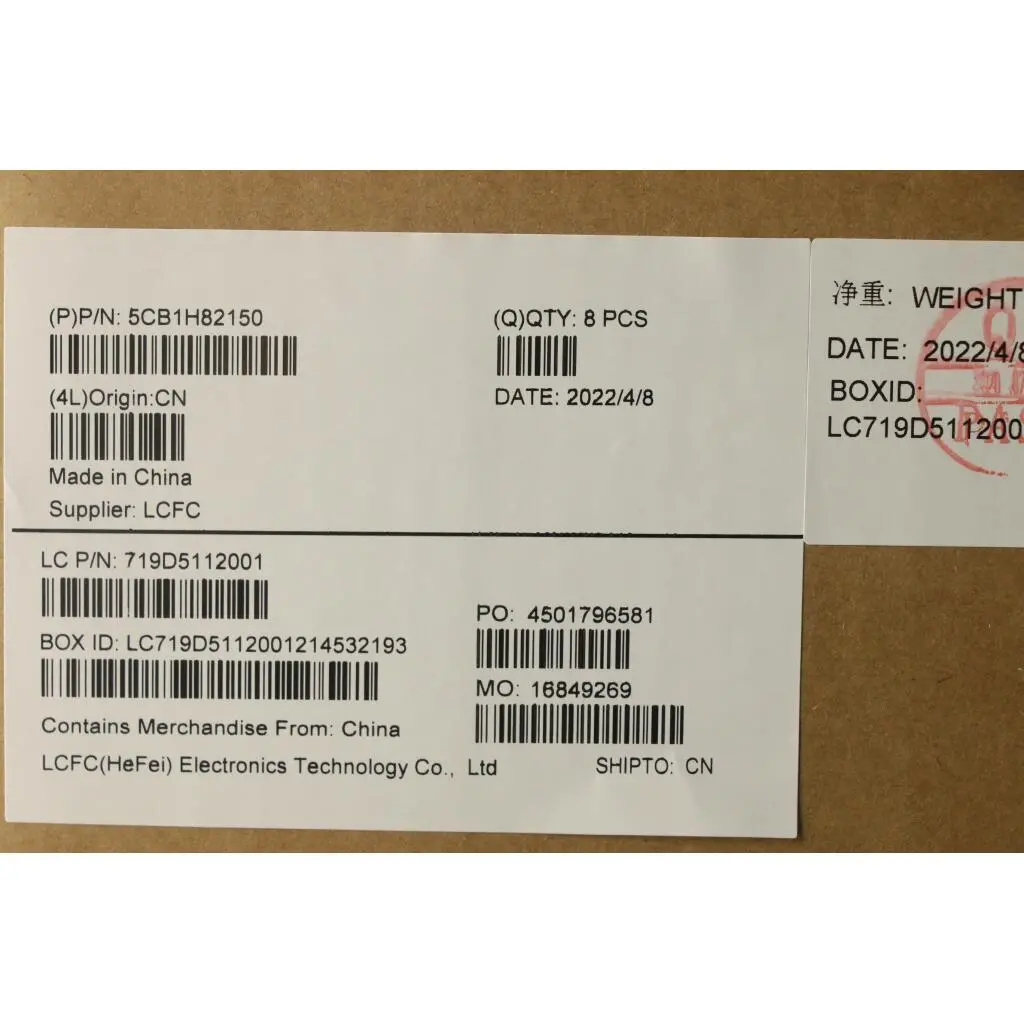 (P)P/N: 5CB1H82150
(Q)QTY: 8 PCS
(4L)Origin:CN
DATE: 2022/4/8
Made in China
Supplier: LCFC
LC P/N: 719D5112001
PO: 4501796581
BOX ID: LC719D5112001214532193
MO: 16849269
Contains Merchandise From: China
LCFC(HeFei) Electronics Technology Co., Ltd
SHIPTO: CN
净重: WEIGHT
DATE: 2022/4/8
BOXID:
LC719D511200